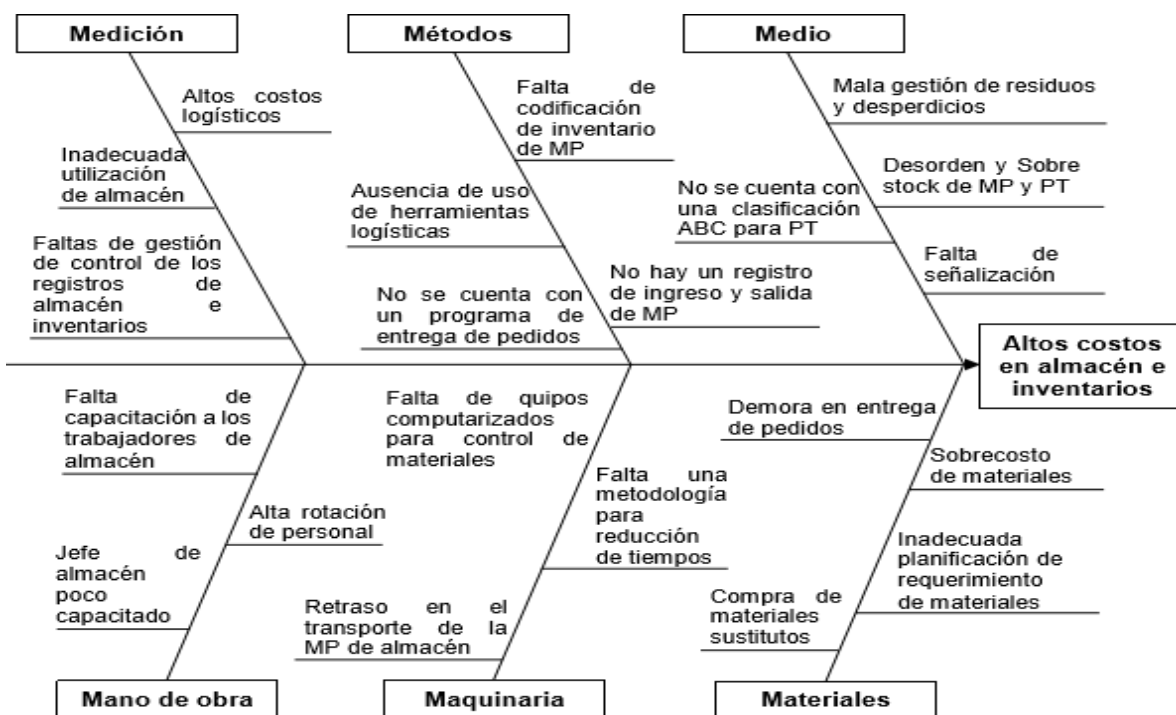 Medición
Métodos
Medio
Altos costos
logísticos
Inadecuada
utilización
de almacén
Faltas de gestión
de control de los
registros de
almacén e
inventarios
Falta de
codificación
de inventario
de MP
Ausencia de uso
de herramientas
logísticas
No se cuenta con
un programa de
entrega de pedidos
No hay un registro
de ingreso y salida
de MP
Mala gestión de residuos
y desperdicios
No se cuenta con
una clasificación
ABC para PT
Desorden y Sobre
stock de MP y PT
Falta de
señalización
Altos costos
en almacén e
inventarios
Falta de
capacitación a los
trabajadores de
almacén
Alta rotación
de personal
Jefe de
almacén
poco
capacitado
Falta de quipos
computarizados
para control de
materiales
Falta una
metodología
para
reducción
de tiempos
Retraso en el
transporte de la
MP de almacén
Demora en entrega
de pedidos
Sobrecosto
de materiales
Inadecuada
planificación de
requerimiento
de materiales
Compra de
materiales
sustitutos
Mano de obra
Maquinaria
Materiales